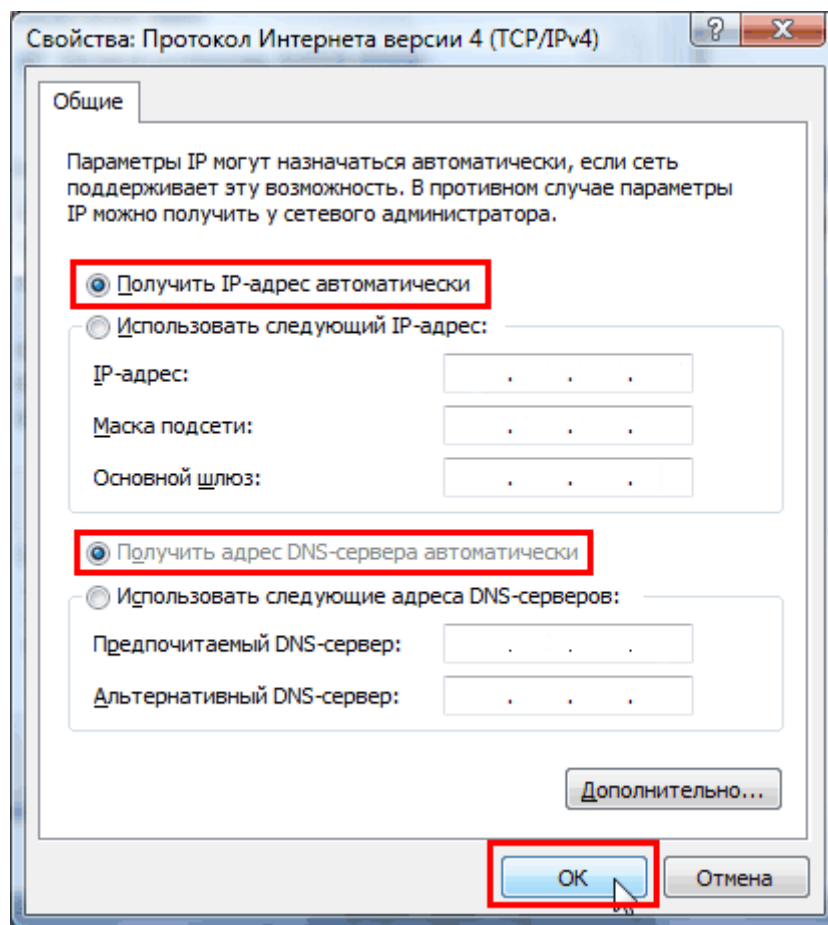 Свойства: Протокол Интернета версии 4 (TCP/IPv4)
Общие
Параметры IP могут назначаться автоматически, если сеть
поддерживает эту возможность. В противном случае параметры
IP можно получить у сетевого администратора.
Получить IP-адрес автоматически
Использовать следующий IP-адрес:
IP-адрес:
Маска подсети:
Основной шлюз:
Получить адрес DNS-сервера автоматически
Использовать следующие адреса DNS-серверов:
Предпочитаемый DNS-сервер:
Альтернативный DNS-сервер:
Дополнительно...
ОК
Отмена